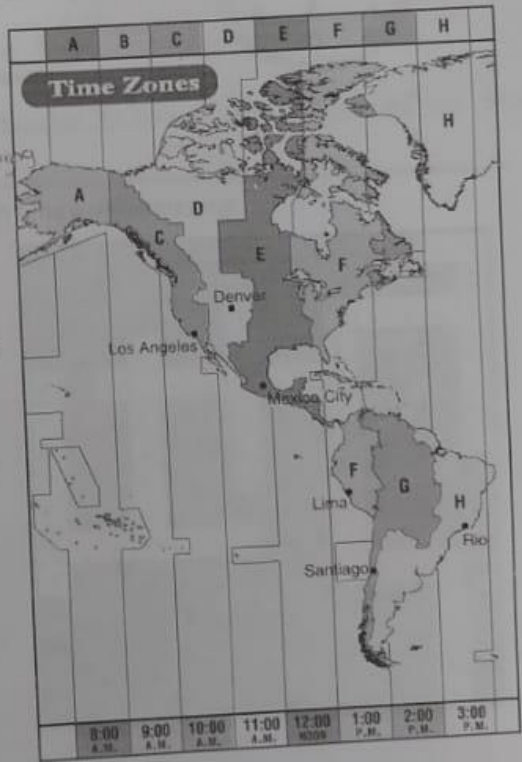 A B C D E F G H
Time Zones
H
A
D
C
E
F
Denver
Los Angeles
Mexico City
F
G
Lima
H
Rio
Santiago
8:00 9:00 10:00 11:00 12:00 1:00 2:00 3:00
A.M. A.M. A.M. A.M. NOON P.M. P.M. P.M.